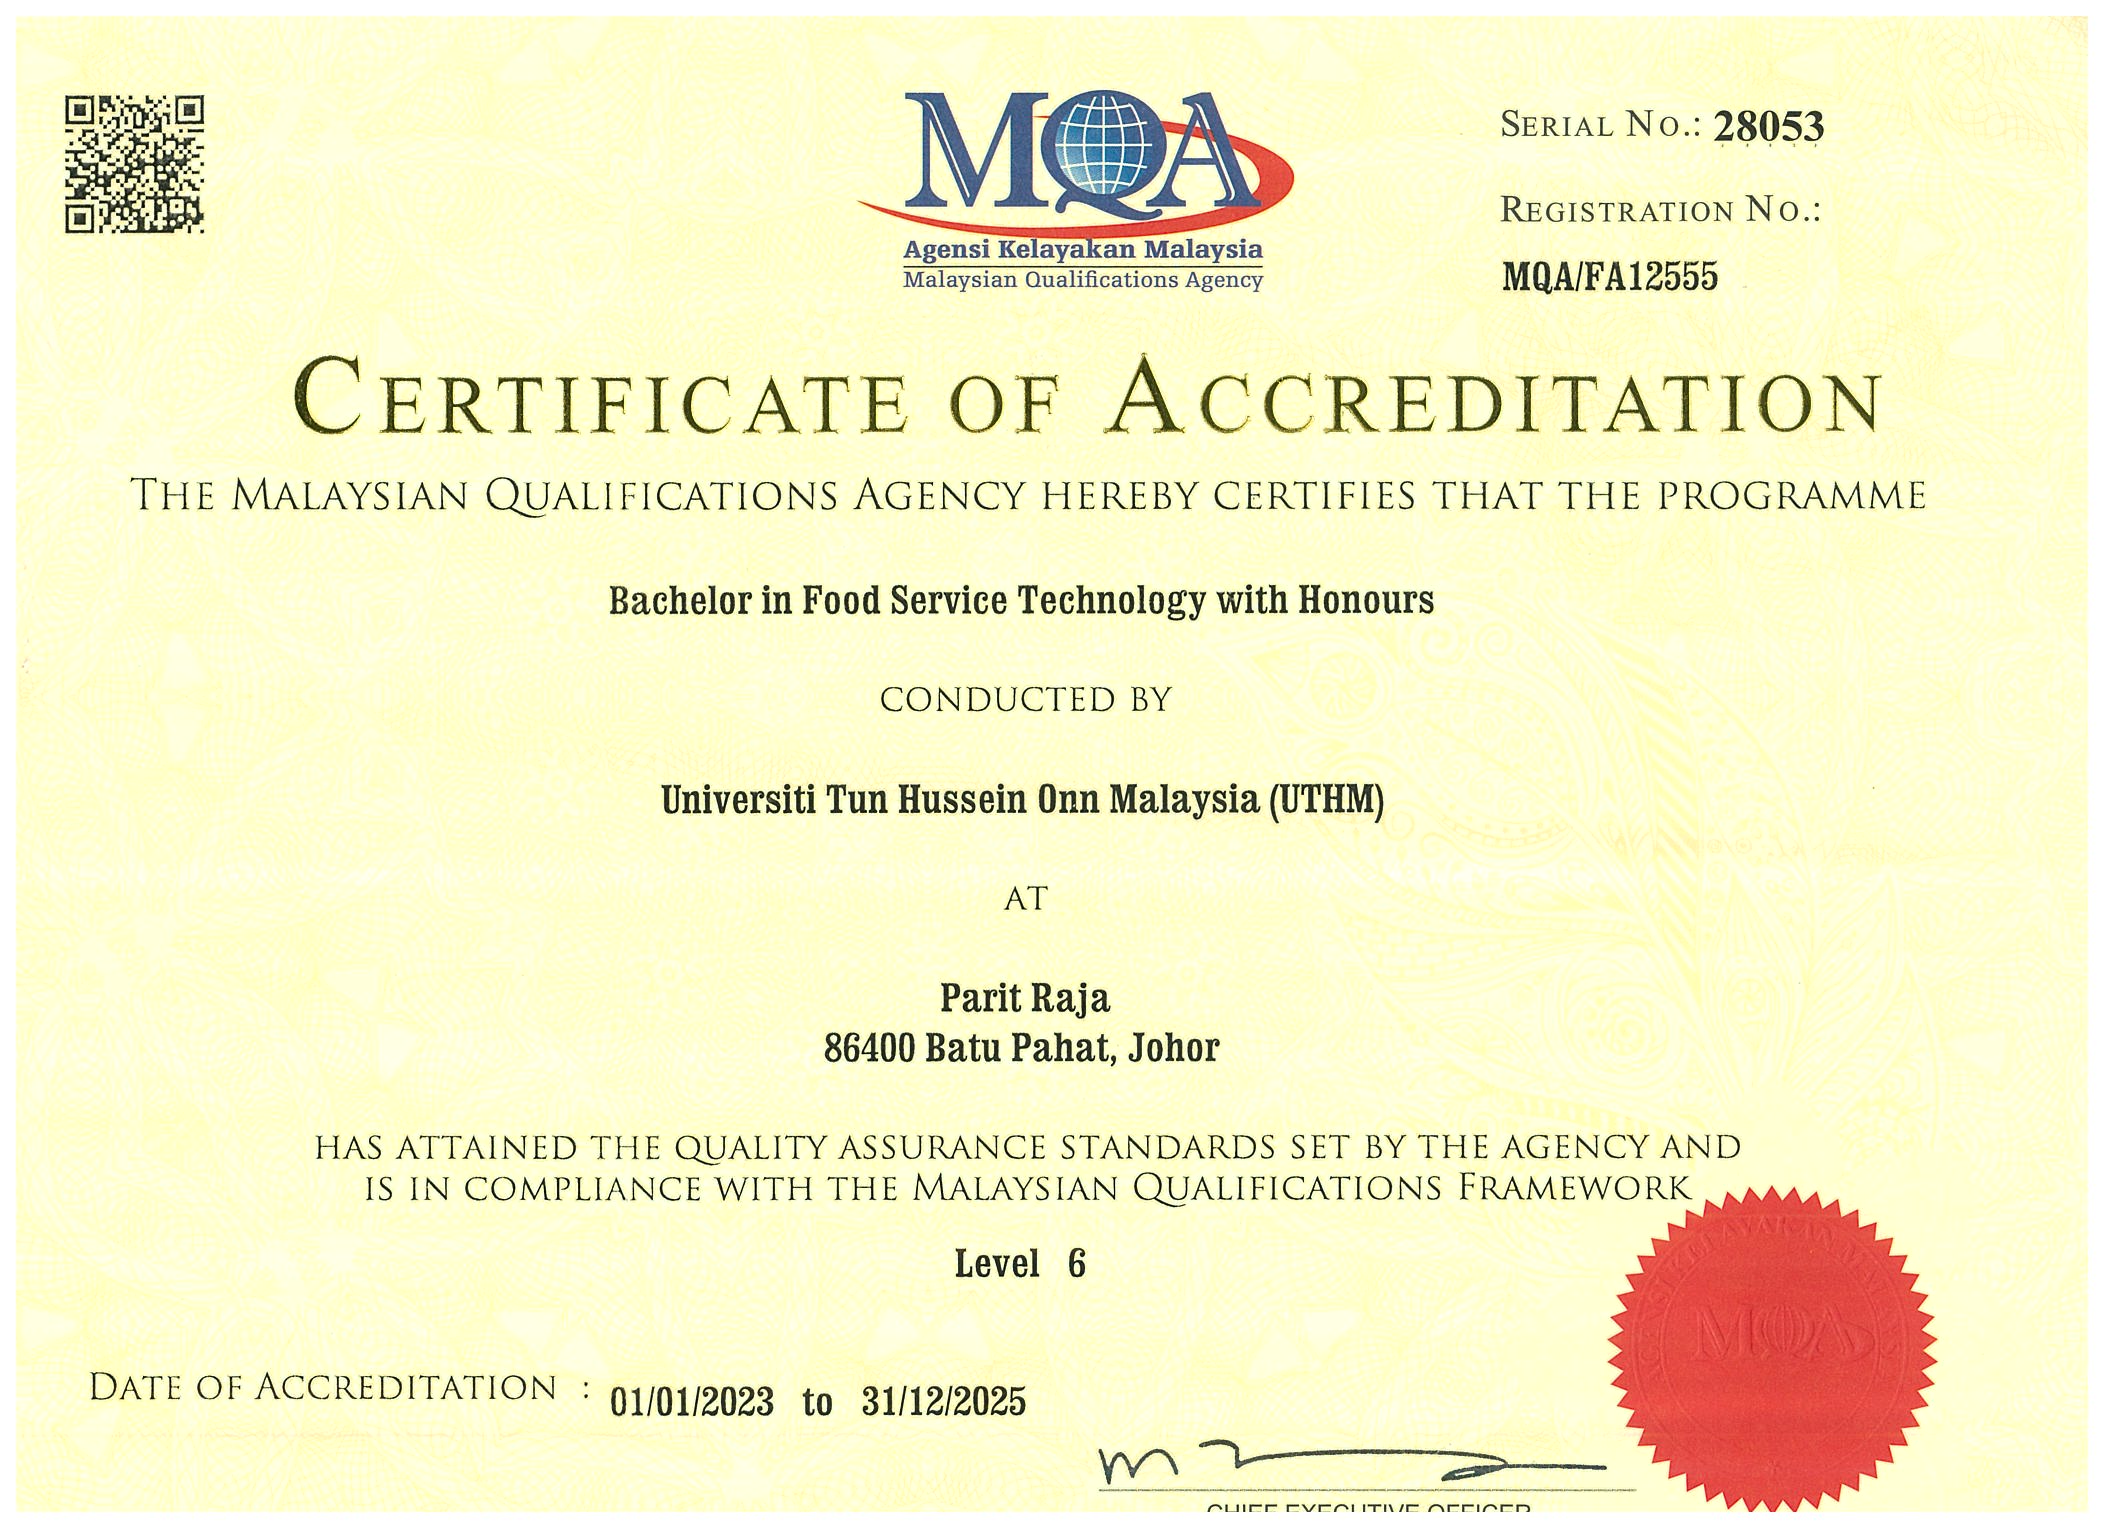 MQA
Agensi Kelayakan Malaysia
Malaysian Qualifications Agency
SERIAL NO.: 28053
REGISTRATION NO.:
MQA/FA12555
CERTIFICATE OF ACCREDITATION
THE MALAYSIAN QUALIFICATIONS AGENCY HEREBY CERTIFIES THAT THE PROGRAMME
Bachelor in Food Service Technology with Honours
CONDUCTED BY
Universiti Tun Hussein Onn Malaysia (UTHM)
AT
Parit Raja
86400 Batu Pahat, Johor
HAS ATTAINED THE QUALITY ASSURANCE STANDARDS SET BY THE AGENCY AND
IS IN COMPLIANCE WITH THE MALAYSIAN QUALIFICATIONS FRAMEWORK
Level 6
DATE OF ACCREDITATION : 01/01/2023 to 31/12/2025
CHIEF EXECUTIVE OFFICER
MQA